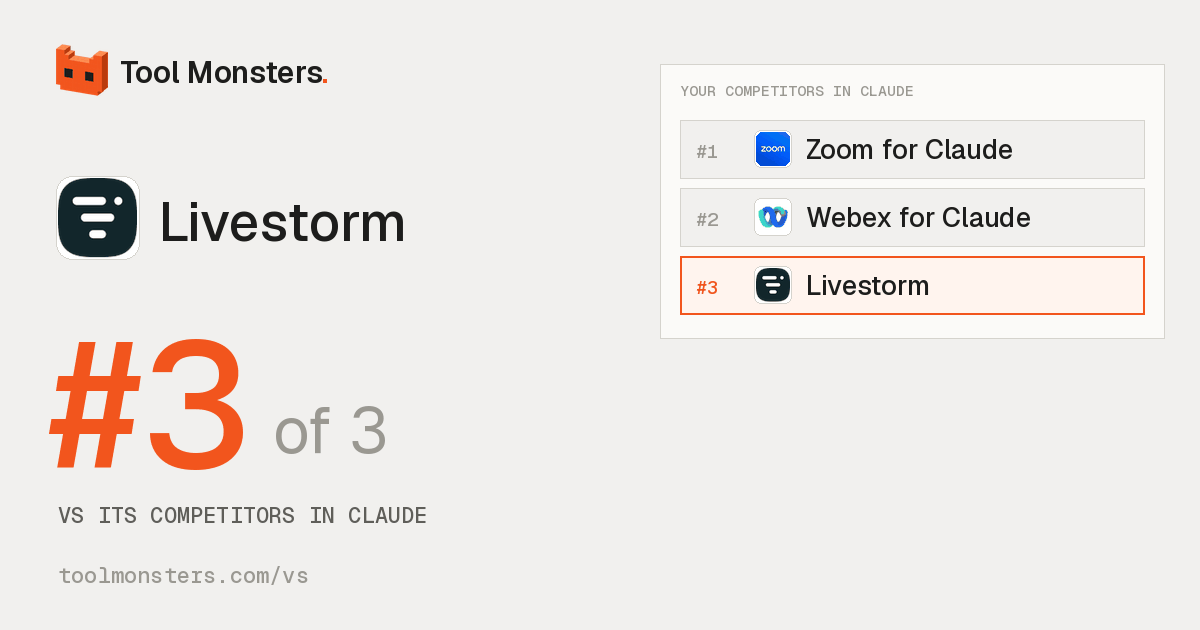 Tool Monsters.
Livestorm
#3 of 3
VS ITS COMPETITORS IN CLAUDE
toolmonsters.com/vs
YOUR COMPETITORS IN CLAUDE
#1 zoom Zoom for Claude
#2 Webex for Claude
#3 Livestorm